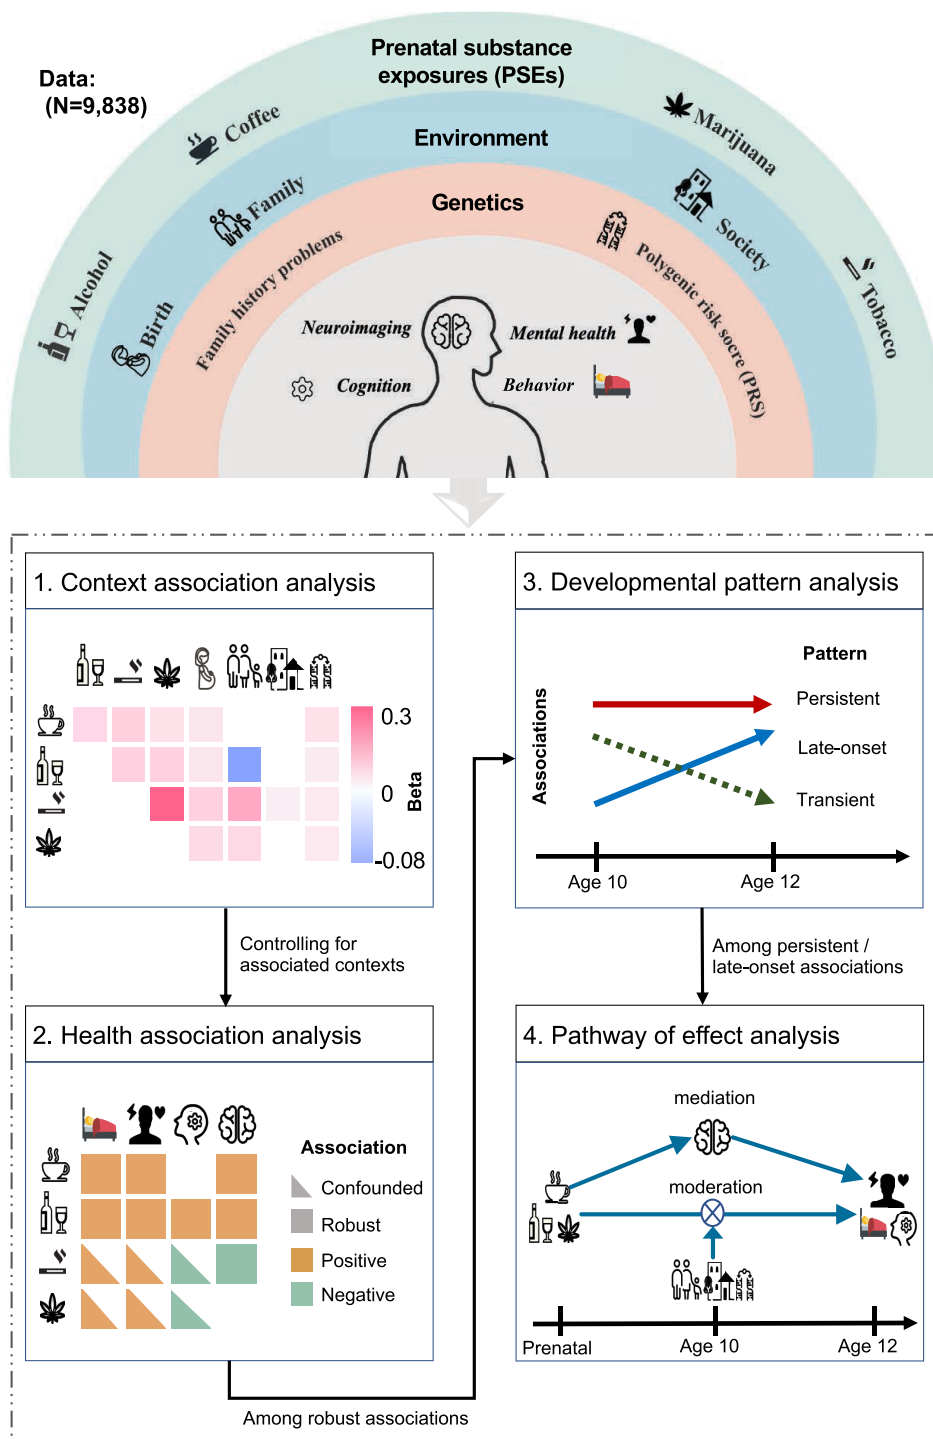 Prenatal substance
exposures (PSEs)
Data:
(N=9,838)
Coffee
Marijuana
Environment
Family
Society
Genetics
Alcohol
Birth
Family history problems
Polygenic risk socre (PRS)
Tobacco
Neuroimaging
Mental health
Cognition
Behavior
1. Context association analysis
0.3
0
-0.08
Beta
Controlling for
associated contexts
2. Health association analysis
Association
Confounded
Robust
Positive
Negative
Among robust associations
3. Developmental pattern analysis
Pattern
Persistent
Late-onset
Transient
Associations
Age 10
Age 12
Among persistent /
late-onset associations
4. Pathway of effect analysis
mediation
moderation
Prenatal
Age 10
Age 12